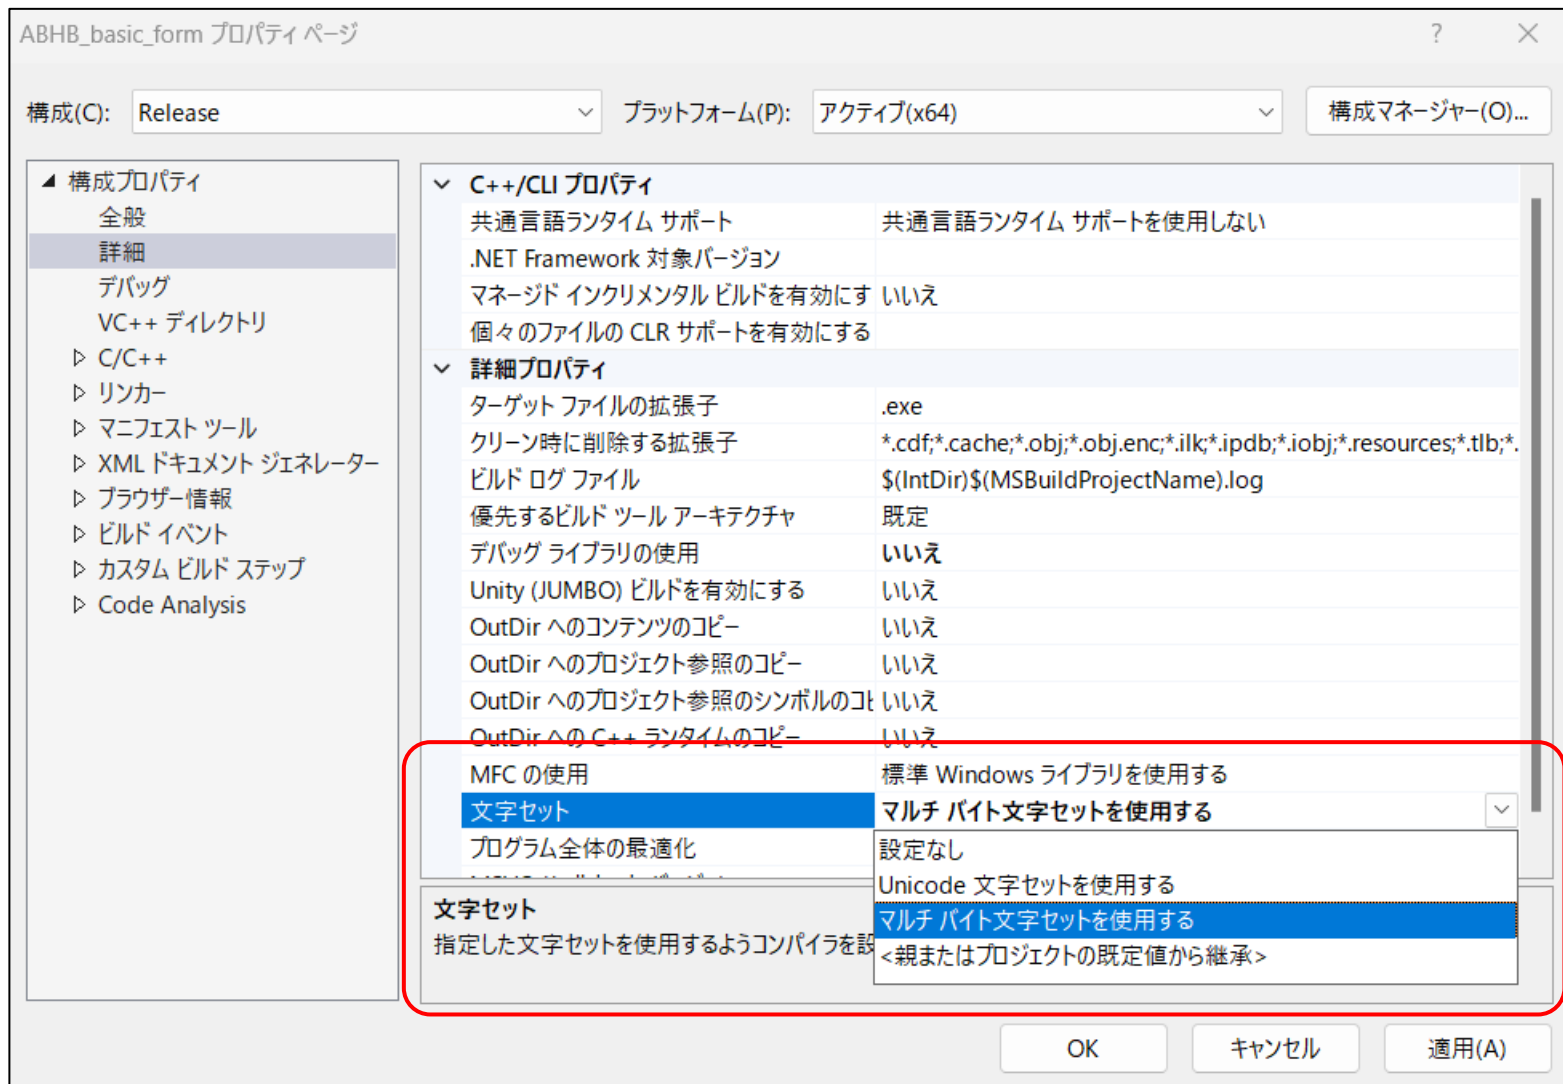 ABHB_basic_form プロパティ ページ ?
構成(C): Release プラットフォーム(P): アクティブ(x64) 構成マネージャー(O)...
構成プロパティ
全般
詳細
デバッグ
VC++ ディレクトリ
C/C++
リンカー
マニフェスト ツール
XML ドキュメント ジェネレーター
ブラウザー情報
ビルド イベント
カスタム ビルド ステップ
Code Analysis
C++/CLI プロパティ
共通言語ランタイム サポート 共通言語ランタイム サポートを使用しない
.NET Framework 対象バージョン
マネージド インクリメンタル ビルドを有効にす いいえ
個々のファイルの CLR サポートを有効にする
詳細プロパティ
ターゲット ファイルの拡張子 .exe
クリーン時に削除する拡張子 *.cdf;*.cache;*.obj;*.obj.enc;*.ilk;*.ipdb;*.iobj;*.resources;*.tlb;*.
ビルド ログ ファイル $(IntDir)$(MSBuildProjectName).log
優先するビルド ツール アーキテクチャ 既定
デバッグ ライブラリの使用 いいえ
Unity (JUMBO) ビルドを有効にする いいえ
OutDir へのコンテンツのコピー いいえ
OutDir へのプロジェクト参照のコピー いいえ
OutDir へのプロジェクト参照のシンボルのコピ いいえ
OutDir への C++ ランタイムのコピー いいえ
MFC の使用 標準 Windows ライブラリを使用する
文字セット マルチ バイト文字セットを使用する
プログラム全体の最適化
設定なし
Unicode 文字セットを使用する
マルチ バイト文字セットを使用する
<親またはプロジェクトの既定値から継承>
文字セット
指定した文字セットを使用するようコンパイラを設
OK キャンセル 適用(A)